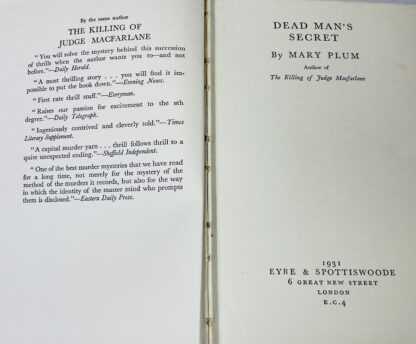 By the same author
THE KILLING OF
JUDGE MACFARLANE
"You will solve the mystery behind this succession
of thrills when the author wants you to—and not
before."—Daily Herald.
"A most thrilling story . . . you will find it im-
possible to put the book down."—Evening News.
"First rate thrill stuff."—Everyman.
"Raises our passion for excitement to the nth
degree."—Daily Telegraph.
"Ingeniously contrived and cleverly told."—Times
Literary Supplement.
"A capital murder yarn . . . thrill follows thrill to a
quite unexpected ending."—Sheffield Independent.
"One of the best murder mysteries that we have read
for a long time, not merely for the mystery of the
method of the murders it records, but also for the way
in which the identity of the master mind who prompts
them is disclosed."—Eastern Daily Press.
DEAD MAN'S
SECRET
By MARY PLUM
Author of
The Killing of Judge Macfarlane
1931
EYRE & SPOTTISWOODE
6 GREAT NEW STREET
LONDON
E.C.4